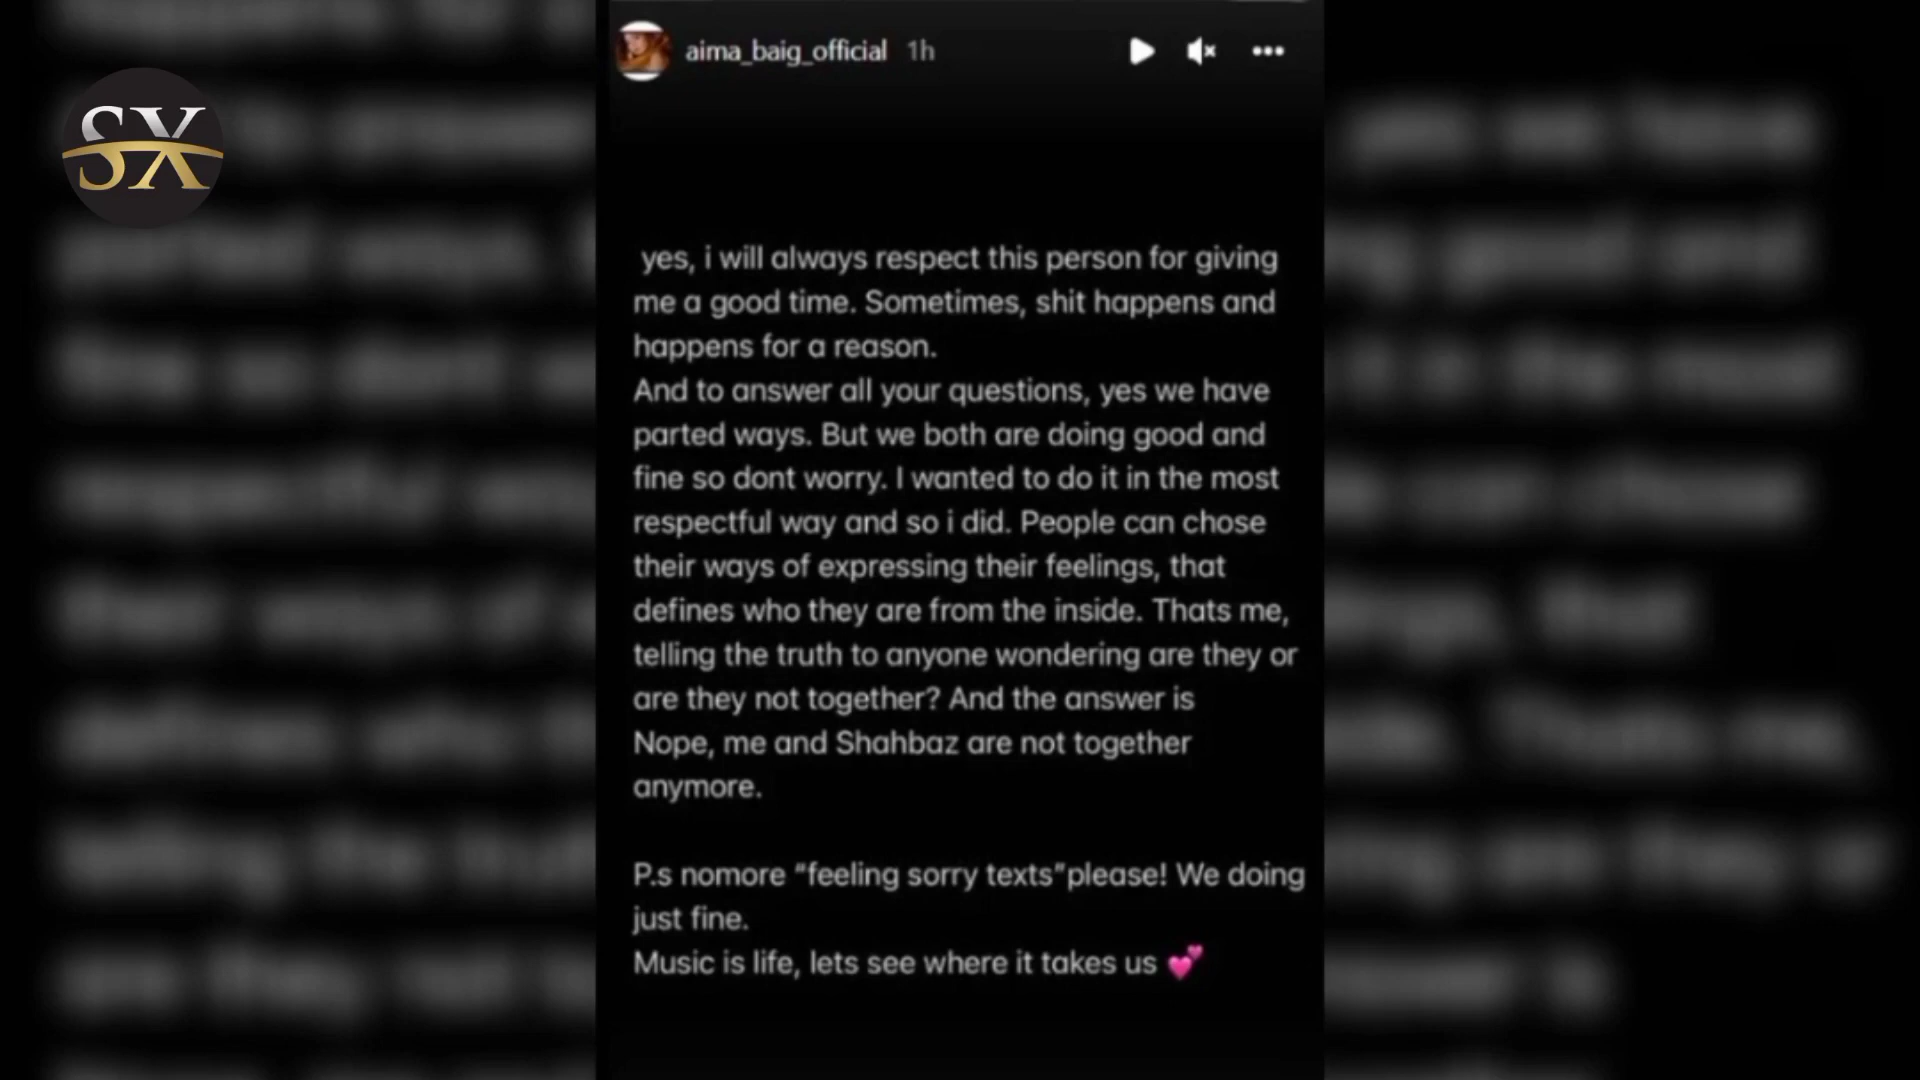 SX
aima_baig_official 1h
yes, i will always respect this person for giving
me a good time. Sometimes, shit happens and
happens for a reason.
And to answer all your questions, yes we have
parted ways. But we both are doing good and
fine so dont worry. I wanted to do it in the most
respectful way and so i did. People can chose
their ways of expressing their feelings, that
defines who they are from the inside. Thats me,
telling the truth to anyone wondering are they or
are they not together? And the answer is
Nope, me and Shahbaz are not together
anymore.
P.s nomore “feeling sorry texts”please! We doing
just fine.
Music is life, lets see where it takes us 💕